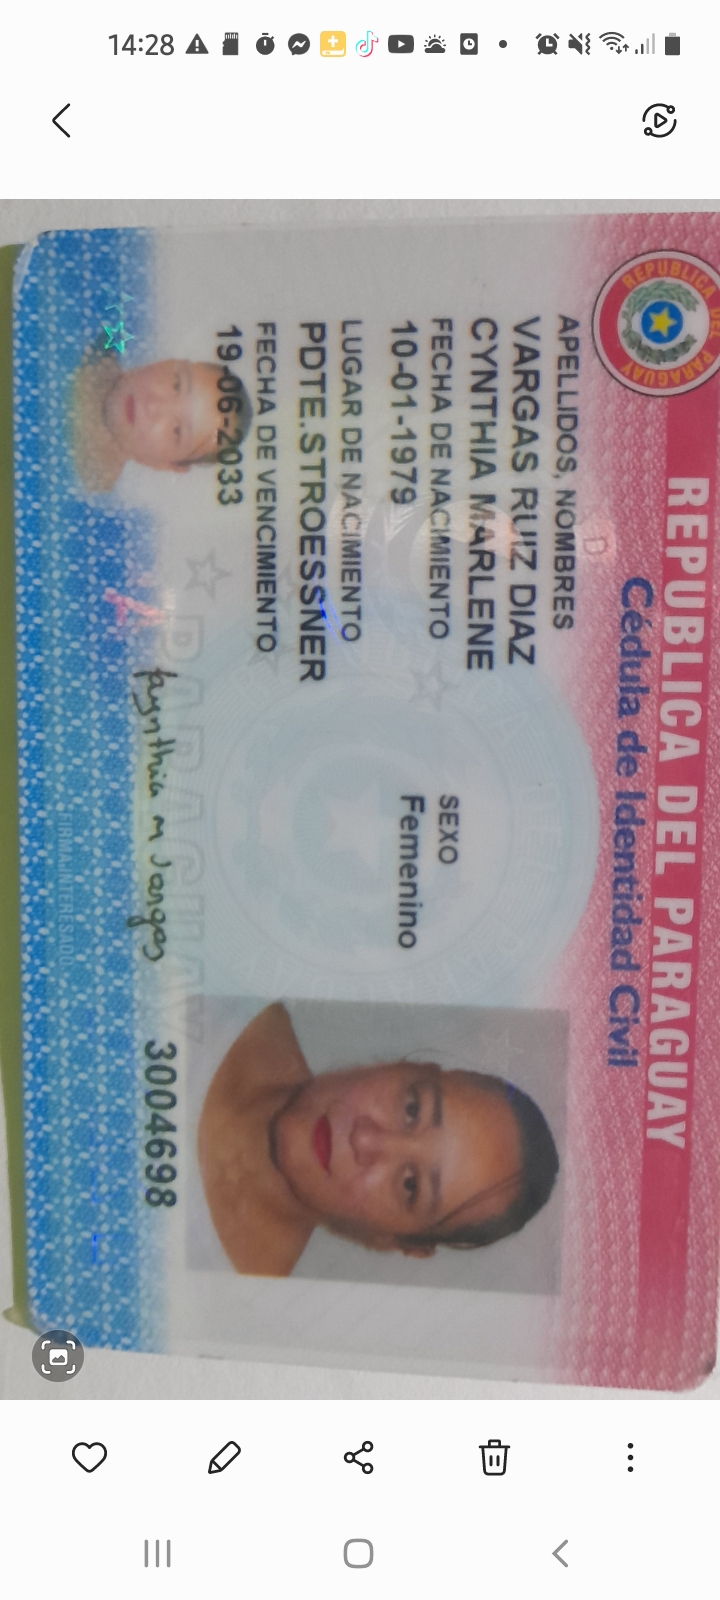 14:28
REPUBLICA DEL PARAGUAY
REPUBLICA DEL PARAGUAY
Cédula de Identidad Civil
APELLIDOS, NOMBRES
VARGAS RUIZ DIAZ
CYNTHIA MARLENE
FECHA DE NACIMIENTO
10-01-1979
SEXO
Femenino
LUGAR DE NACIMIENTO
PDTE.STROESSNER
FECHA DE VENCIMIENTO
19-06-2033
PARAGUAY
3004698
FIRMA INTERESADO